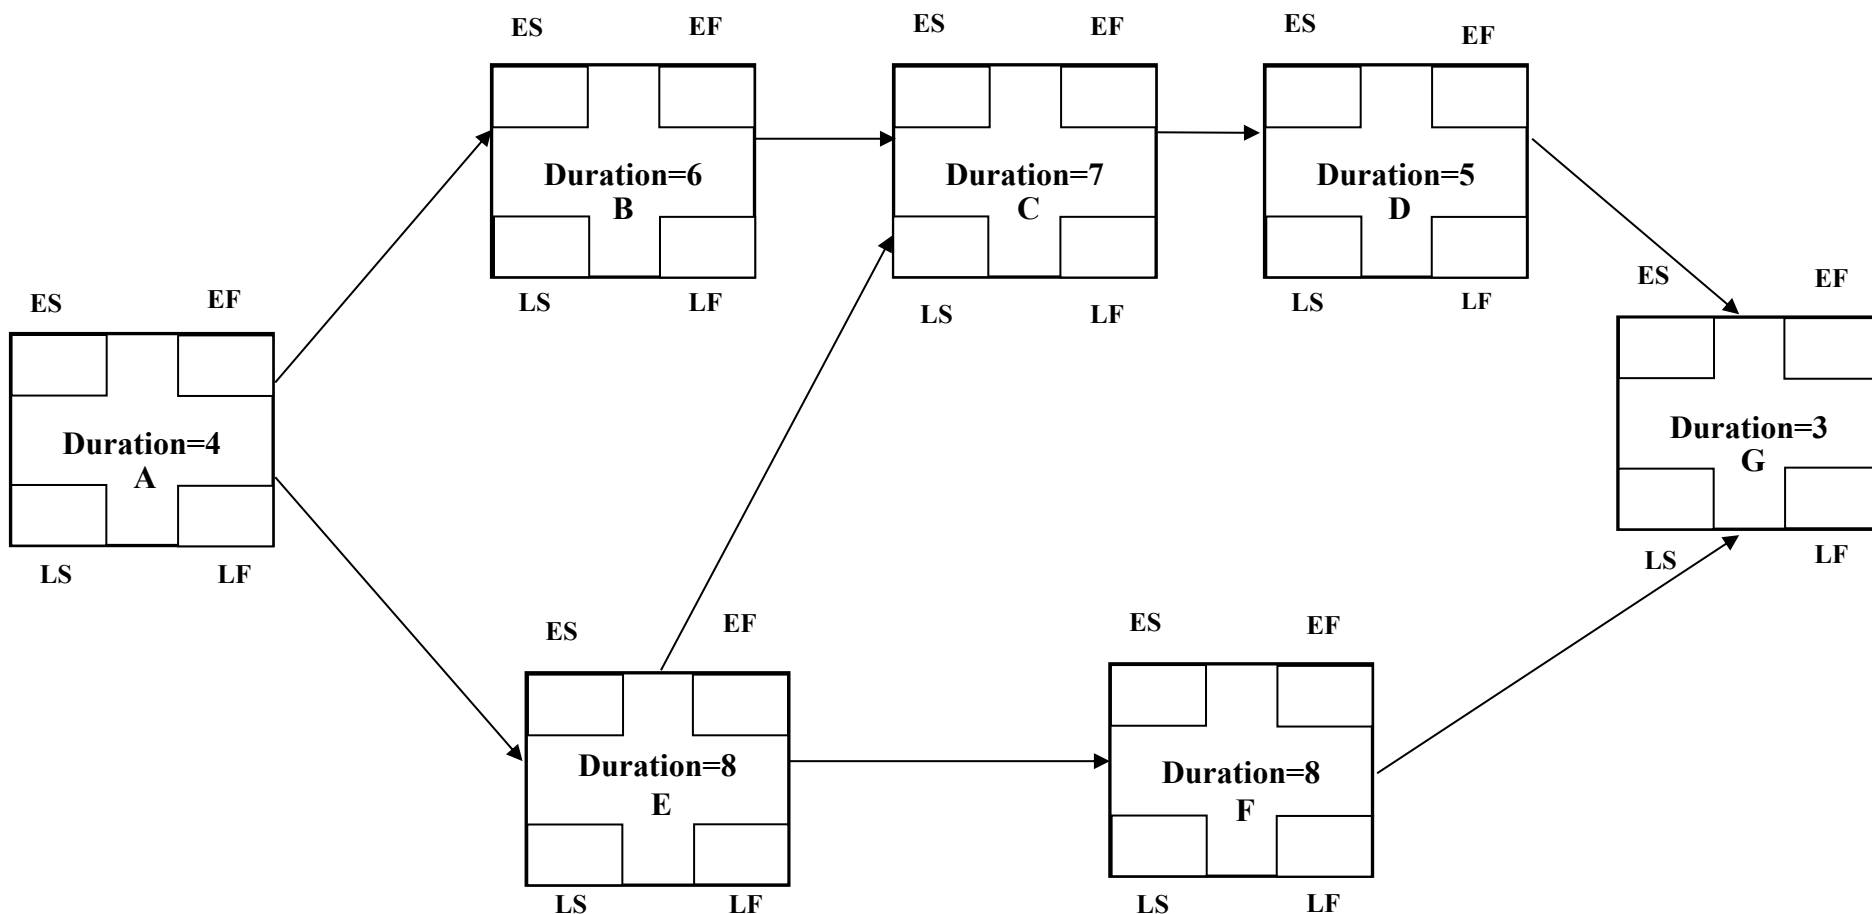 ES EF
Duration=6
B
LS LF
ES EF
Duration=7
C
LS LF
ES EF
Duration=5
D
LS LF
ES EF
Duration=4
A
LS LF
ES EF
Duration=3
G
LS LF
ES EF
Duration=8
E
LS LF
ES EF
Duration=8
F
LS LF